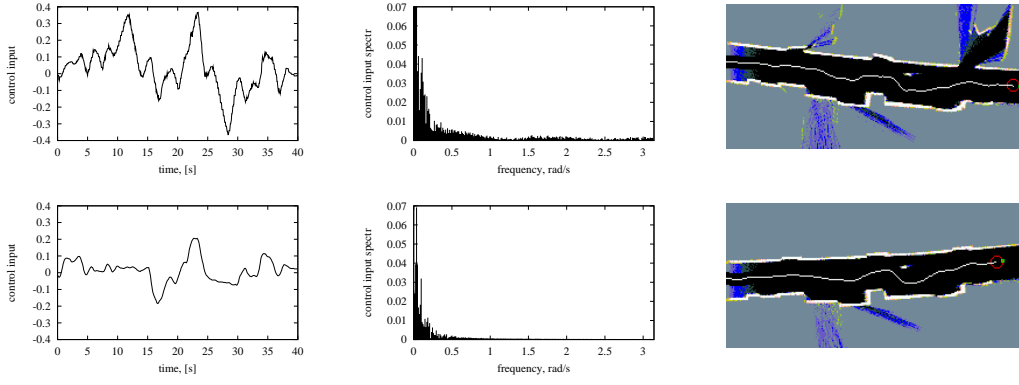 control input
0.4
0.3
0.2
0.1
0
-0.1
-0.2
-0.3
-0.4
0 5 10 15 20 25 30 35 40
time, [s]
control input spectr
0.07
0.06
0.05
0.04
0.03
0.02
0.01
0
0 0.5 1 1.5 2 2.5 3
frequency, rad/s
control input
0.4
0.3
0.2
0.1
0
-0.1
-0.2
-0.3
-0.4
0 5 10 15 20 25 30 35 40
time, [s]
control input spectr
0.07
0.06
0.05
0.04
0.03
0.02
0.01
0
0 0.5 1 1.5 2 2.5 3
frequency, rad/s